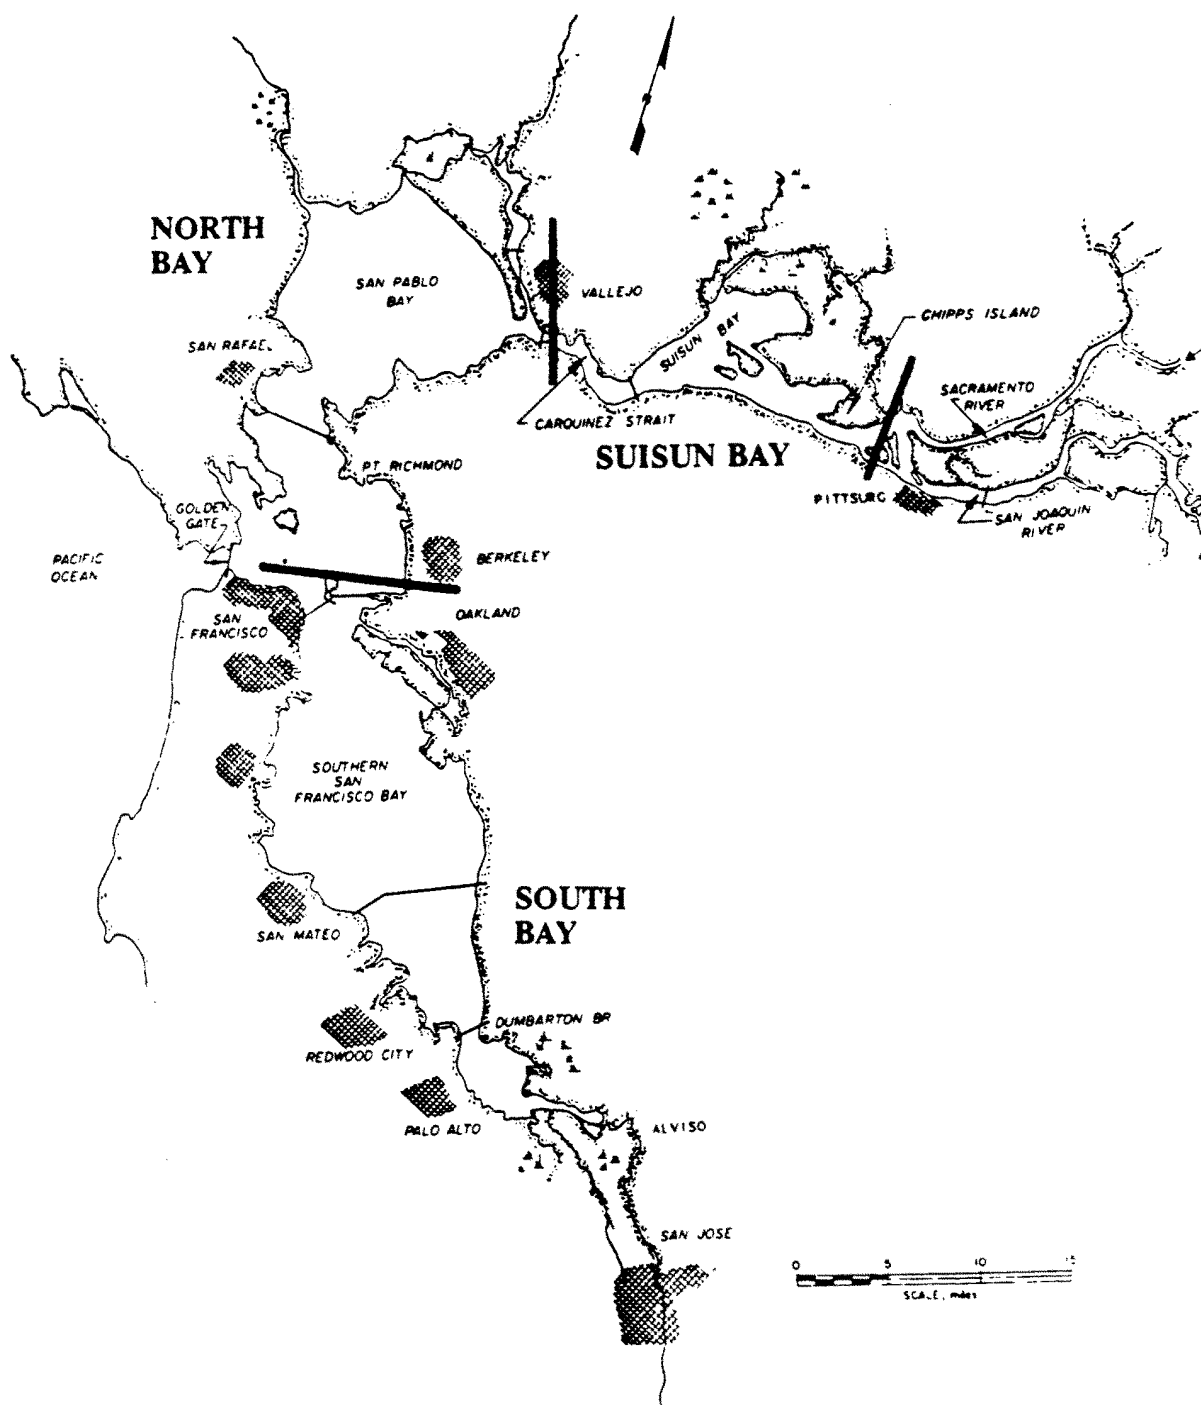 NORTH
BAY
SAN PABLO
BAY
VALLEJO
SUISUN BAY
CHIPPS ISLAND
SAN RAFAEL
SACRAMENTO
RIVER
CARQUINEZ STRAIT
SUISUN BAY
PT RICHMOND
PITTSURG
SAN JOAQUIN
RIVER
GOLDEN
GATE
PACIFIC
OCEAN
BERKELEY
OAKLAND
SAN
FRANCISCO
SOUTHERN
SAN
FRANCISCO BAY
SOUTH
BAY
SAN MATEO
DUMBARTON BR
REDWOOD CITY
PALO ALTO
ALVISO
SAN JOSE
0 5 10 15
SCALE, miles